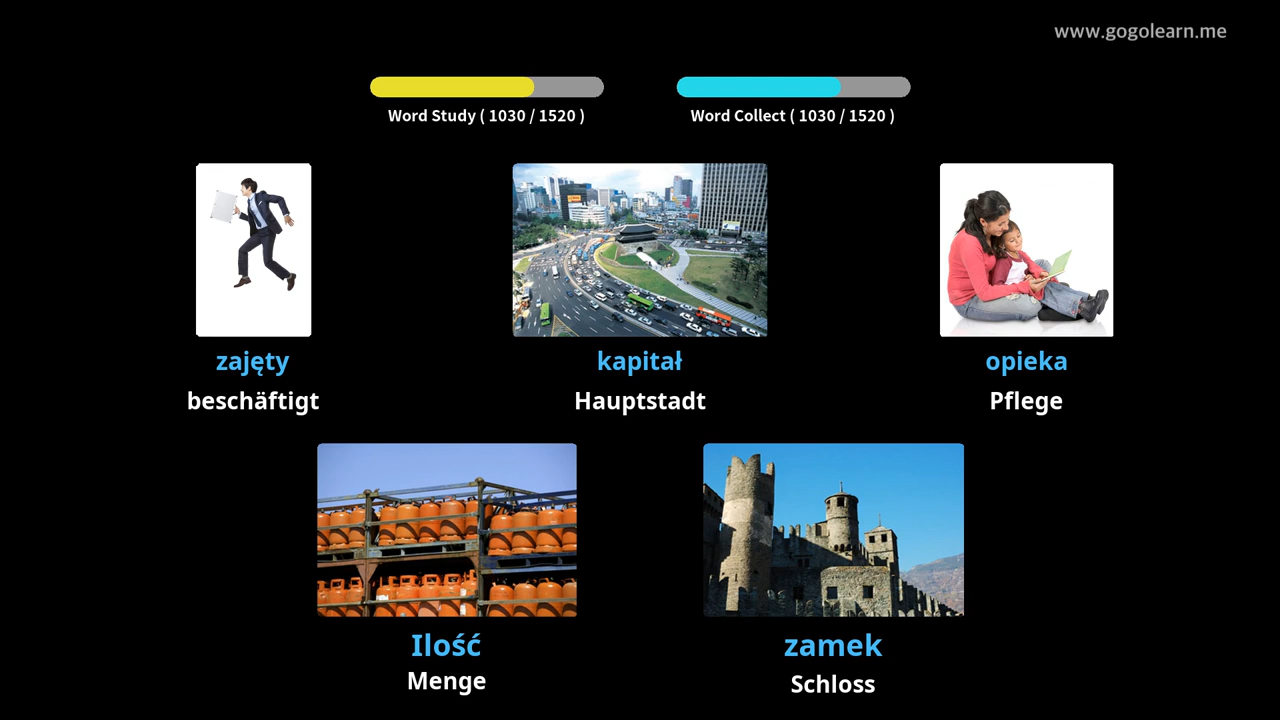 www.gogolearn.me
Word Study ( 1030 / 1520 )
Word Collect ( 1030 / 1520 )
zajęty
beschäftigt
kapitał
Hauptstadt
opieka
Pflege
Ilość
Menge
zamek
Schloss